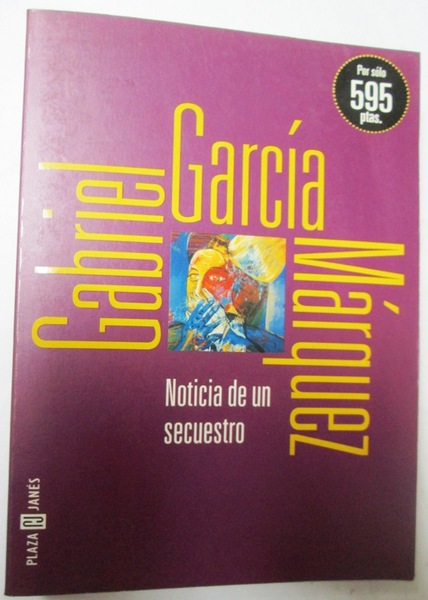 Por sólo
595
ptas.
Gabriel
García
Márquez
Noticia de un
secuestro
PLAZA & JANÉS